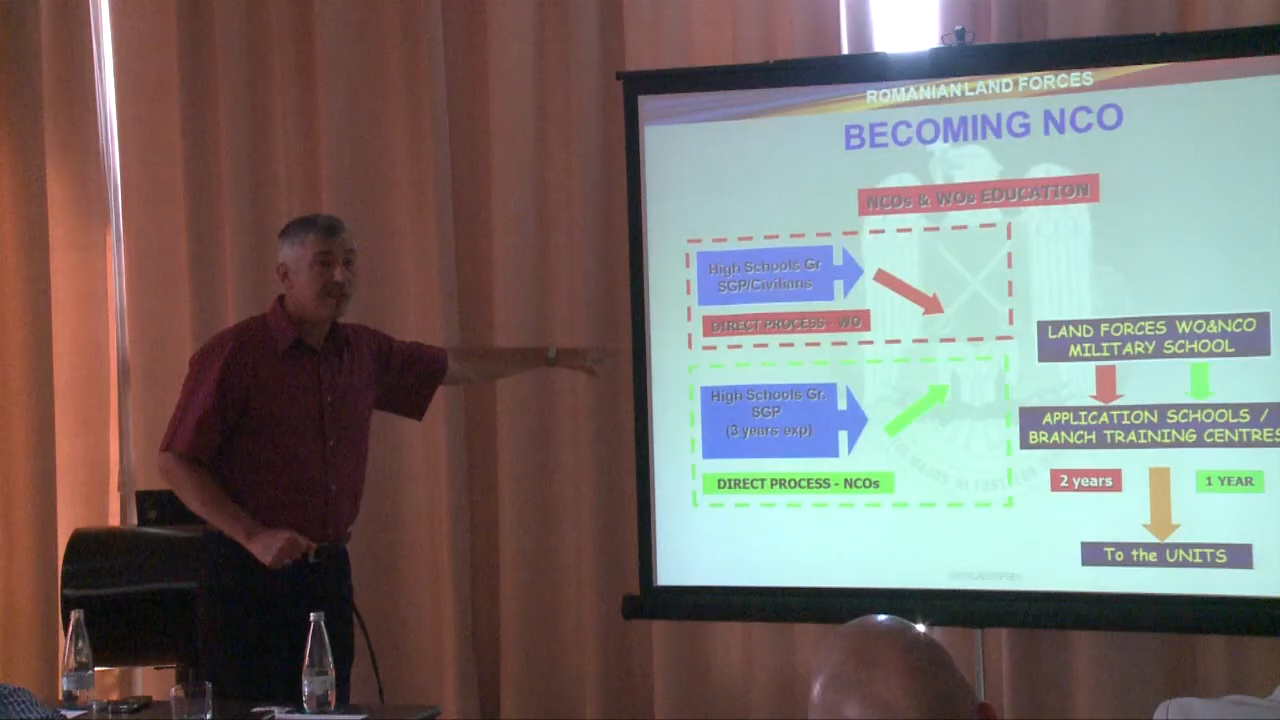 ROMANIAN LAND FORCES
BECOMING NCO
NCOs & WOs EDUCATION
High Schools Gr
SGP/Civilians
DIRECT PROCESS - WO
High Schools Gr.
SGP
(3 years exp)
DIRECT PROCESS - NCOs
LAND FORCES WO&NCO
MILITARY SCHOOL
APPLICATION SCHOOLS /
BRANCH TRAINING CENTRES
2 years
1 YEAR
To the UNITS